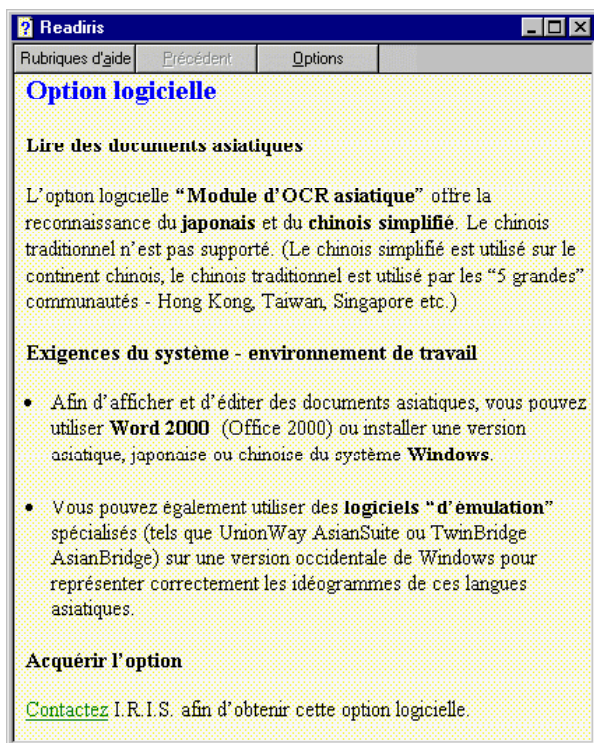 Readiris
Rubriques d'aide Précédent Options
Option logicielle
Lire des documents asiatiques
L'option logicielle “Module d'OCR asiatique” offre la
reconnaissance du japonais et du chinois simplifié. Le chinois
traditionnel n'est pas supporté. (Le chinois simplifié est utilisé sur le
continent chinois, le chinois traditionnel est utilisé par les “5 grandes”
communautés - Hong Kong, Taiwan, Singapore etc.)
Exigences du système - environnement de travail
• Afin d'afficher et d'éditer des documents asiatiques, vous pouvez
utiliser Word 2000 (Office 2000) ou installer une version
asiatique, japonaise ou chinoise du système Windows.
• Vous pouvez également utiliser des logiciels “d'émulation”
spécialisés (tels que UnionWay AsianSuite ou TwinBridge
AsianBridge) sur une version occidentale de Windows pour
représenter correctement les idéogrammes de ces langues
asiatiques.
Acquérir l'option
Contactez I.R.I.S. afin d'obtenir cette option logicielle.